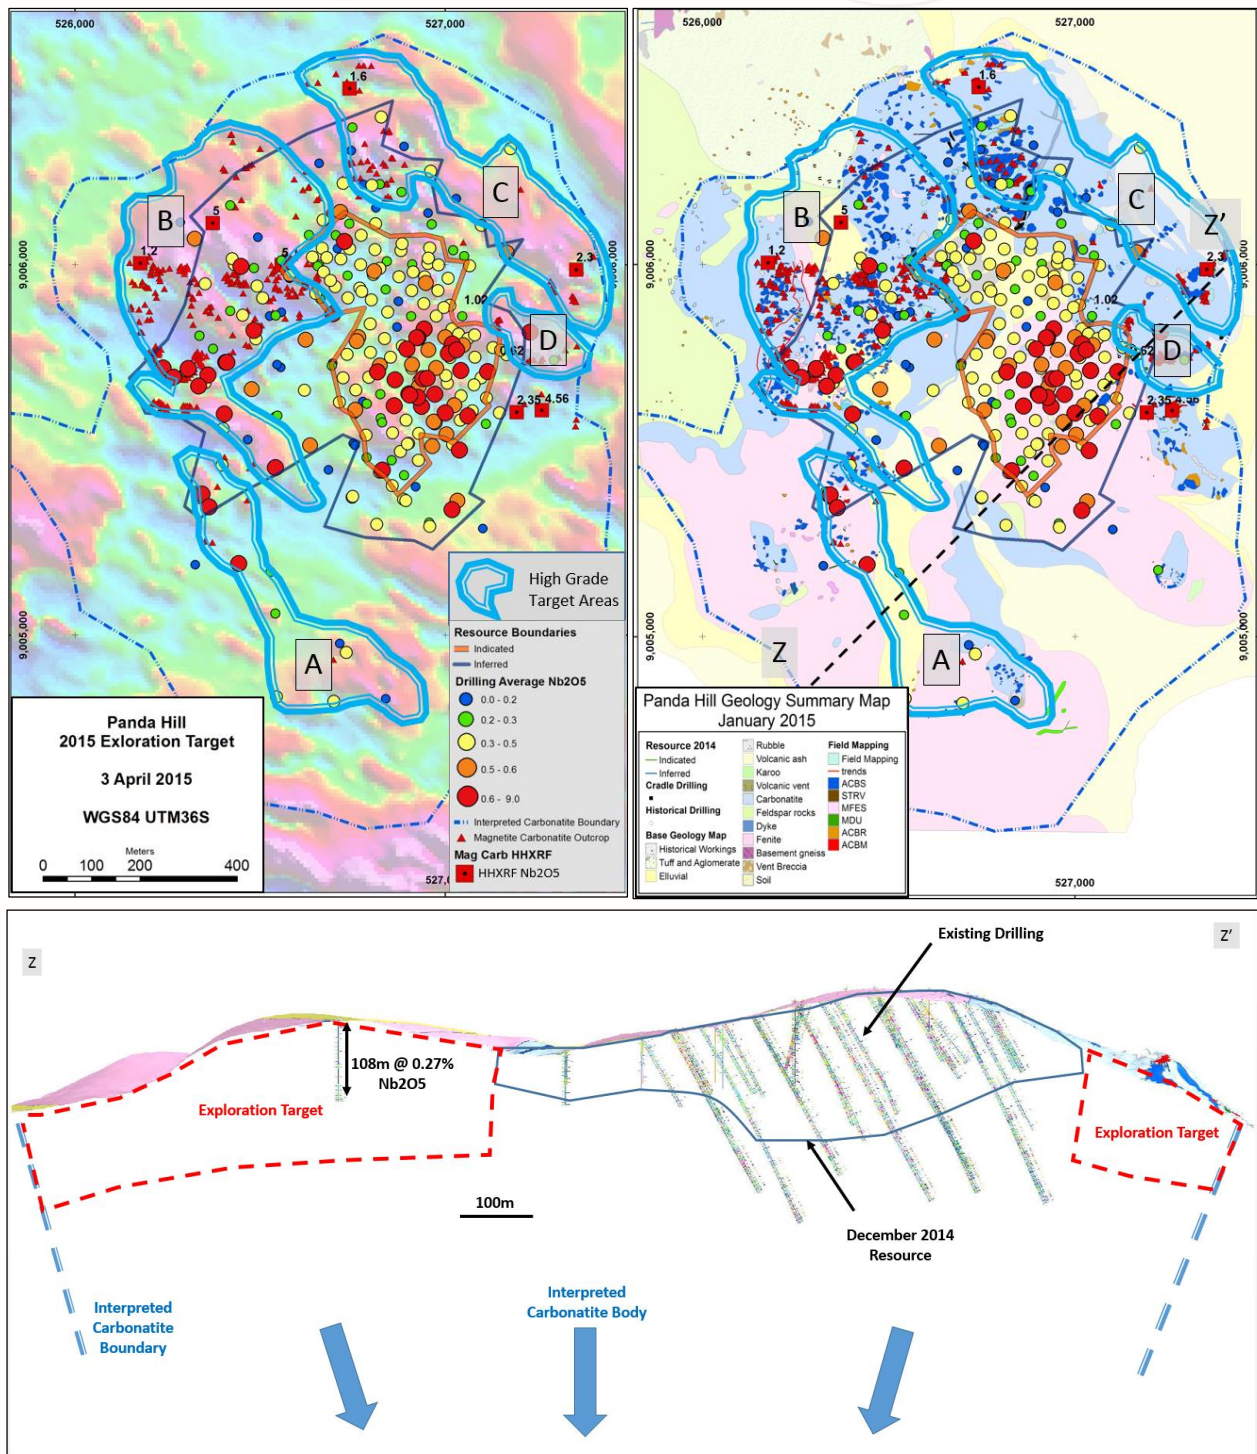 526,000
527,000
9,006,000
9,005,000
1.6
B
C
5
1.2
5
2.3
1.02
D
0.62
2.35
4.56
A
High Grade
Target Areas
Resource Boundaries
Indicated
Inferred
Drilling Average Nb2O5
0.0 - 0.2
0.2 - 0.3
0.3 - 0.5
0.5 - 0.6
0.6 - 9.0
Interpreted Carbonatite Boundary
Magnetite Carbonatite Outcrop
Mag Carb HHXRF
HHXRF Nb2O5
Panda Hill
2015 Exloration Target
3 April 2015
WGS84 UTM36S
Meters
0 100 200 400
527,0
526,000
527,000
9,006,000
9,005,000
1.6
B
C
Z'
5
1.2
2.3
1.02
D
2.35
4.56
Z
A
Panda Hill Geology Summary Map
January 2015
Resource 2014
Indicated
Inferred
Cradle Drilling
Historical Drilling
Base Geology Map
Historical Workings
Tuff and Aglomerate
Elluvial
Rubble
Volcanic ash
Karoo
Volcanic vent
Carbonatite
Feldspar rocks
Dyke
Fenite
Basement gneiss
Vent Breccia
Soil
Field Mapping
Field Mapping
trends
ACBS
STRV
MFES
MDU
ACBR
ACBM
527,000
Z
Z'
Existing Drilling
108m @ 0.27%
Nb2O5
Exploration Target
Exploration Target
100m
December 2014
Resource
Interpreted
Carbonatite
Boundary
Interpreted
Carbonatite Body